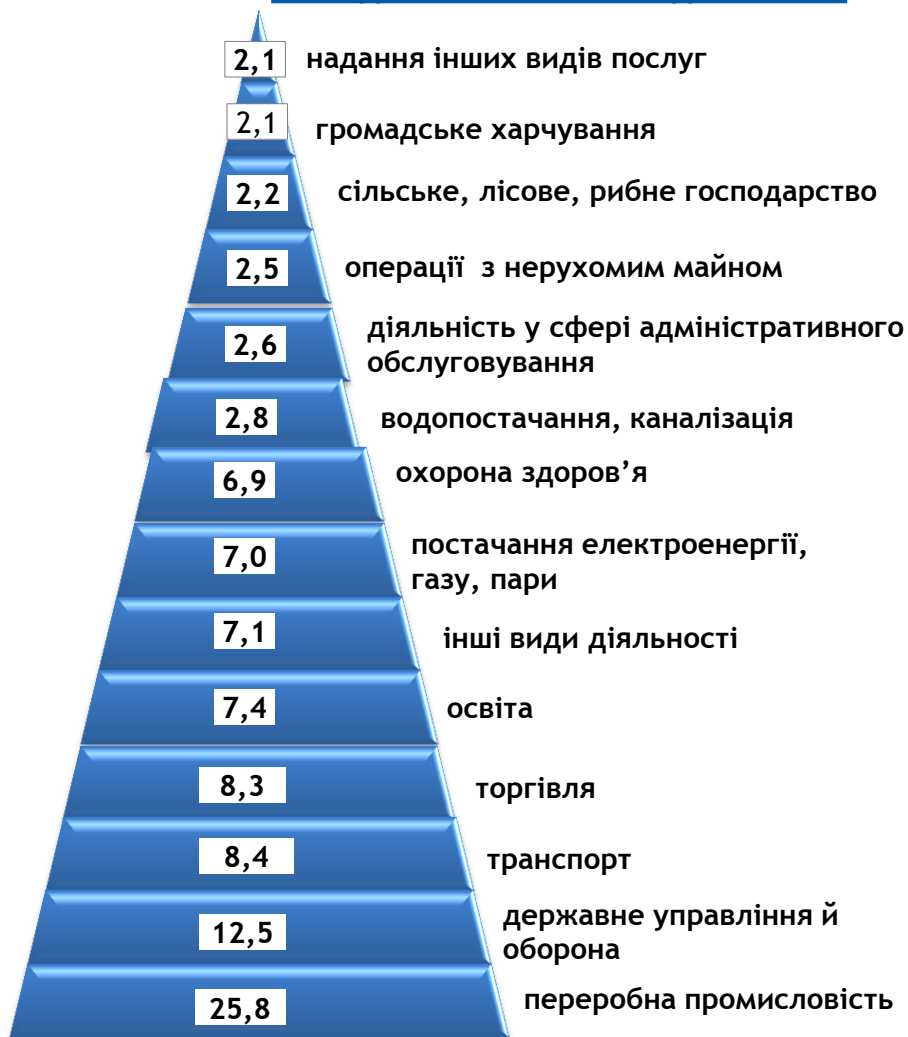 2,1 надання інших видів послуг
2,1 громадське харчування
2,2 сільське, лісове, рибне господарство
2,5 операції з нерухомим майном
2,6 діяльність у сфері адміністративного
обслуговування
2,8 водопостачання, каналізація
6,9 охорона здоров’я
7,0 постачання електроенергії,
газу, пари
7,1 інші види діяльності
7,4 освіта
8,3 торгівля
8,4 транспорт
12,5 державне управління й
оборона
25,8 переробна промисловість